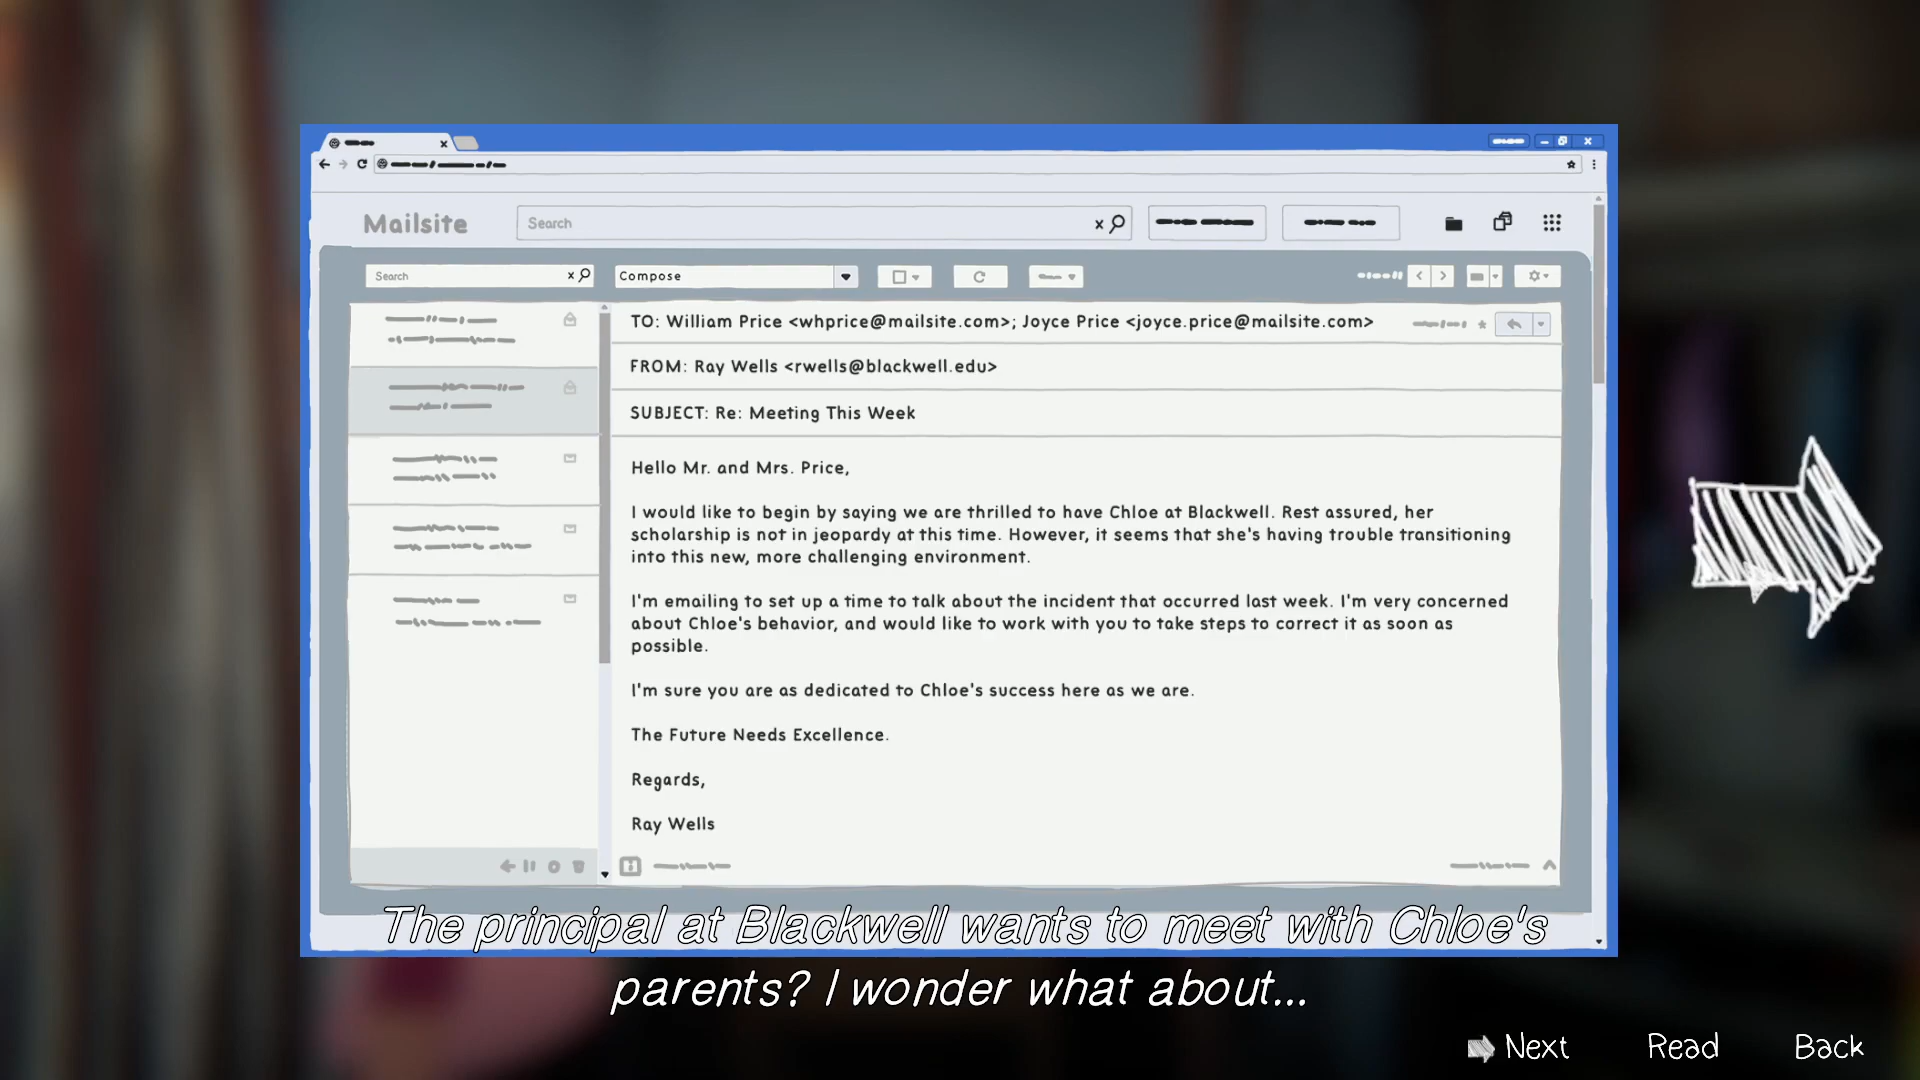 Mailsite
Search
Search
Compose
TO: William Price <whprice@mailsite.com>; Joyce Price <joyce.price@mailsite.com>
FROM: Ray Wells <rwells@blackwell.edu>
SUBJECT: Re: Meeting This Week
Hello Mr. and Mrs. Price,
I would like to begin by saying we are thrilled to have Chloe at Blackwell. Rest assured, her
scholarship is not in jeopardy at this time. However, it seems that she's having trouble transitioning
into this new, more challenging environment.
I'm emailing to set up a time to talk about the incident that occurred last week. I'm very concerned
about Chloe's behavior, and would like to work with you to take steps to correct it as soon as
possible.
I'm sure you are as dedicated to Chloe's success here as we are.
The Future Needs Excellence.
Regards,
Ray Wells
The principal at Blackwell wants to meet with Chloe's
parents? I wonder what about...
Next Read Back